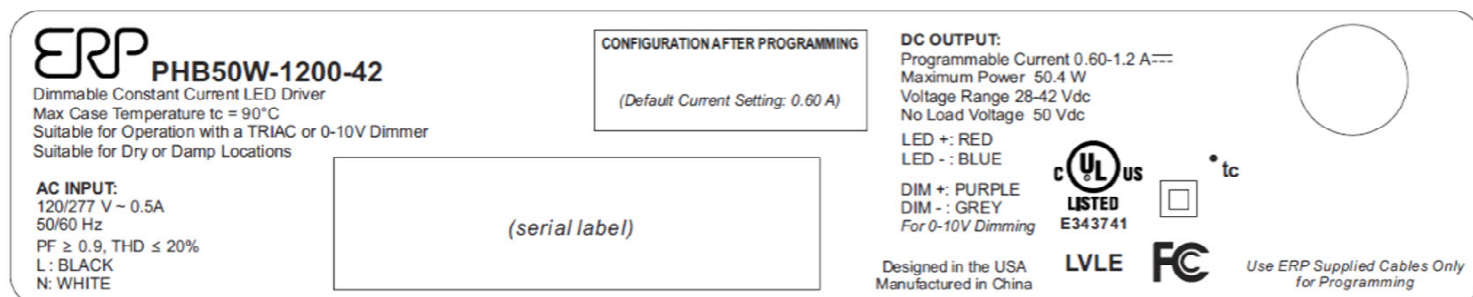 ERP PHB50W-1200-42
Dimmable Constant Current LED Driver
Max Case Temperature tc = 90°C
Suitable for Operation with a TRIAC or 0-10V Dimmer
Suitable for Dry or Damp Locations
AC INPUT:
120/277 V ~ 0.5A
50/60 Hz
PF ≥ 0.9, THD ≤ 20%
L : BLACK
N: WHITE
CONFIGURATION AFTER PROGRAMMING
(Default Current Setting: 0.60 A)
(serial label)
DC OUTPUT:
Programmable Current 0.60-1.2 A⎓
Maximum Power 50.4 W
Voltage Range 28-42 Vdc
No Load Voltage 50 Vdc
LED +: RED
LED - : BLUE
DIM +: PURPLE
DIM - : GREY
For 0-10V Dimming
Designed in the USA
Manufactured in China
C UL US
LISTED
E343741
LVLE
FC
tc
Use ERP Supplied Cables Only
for Programming